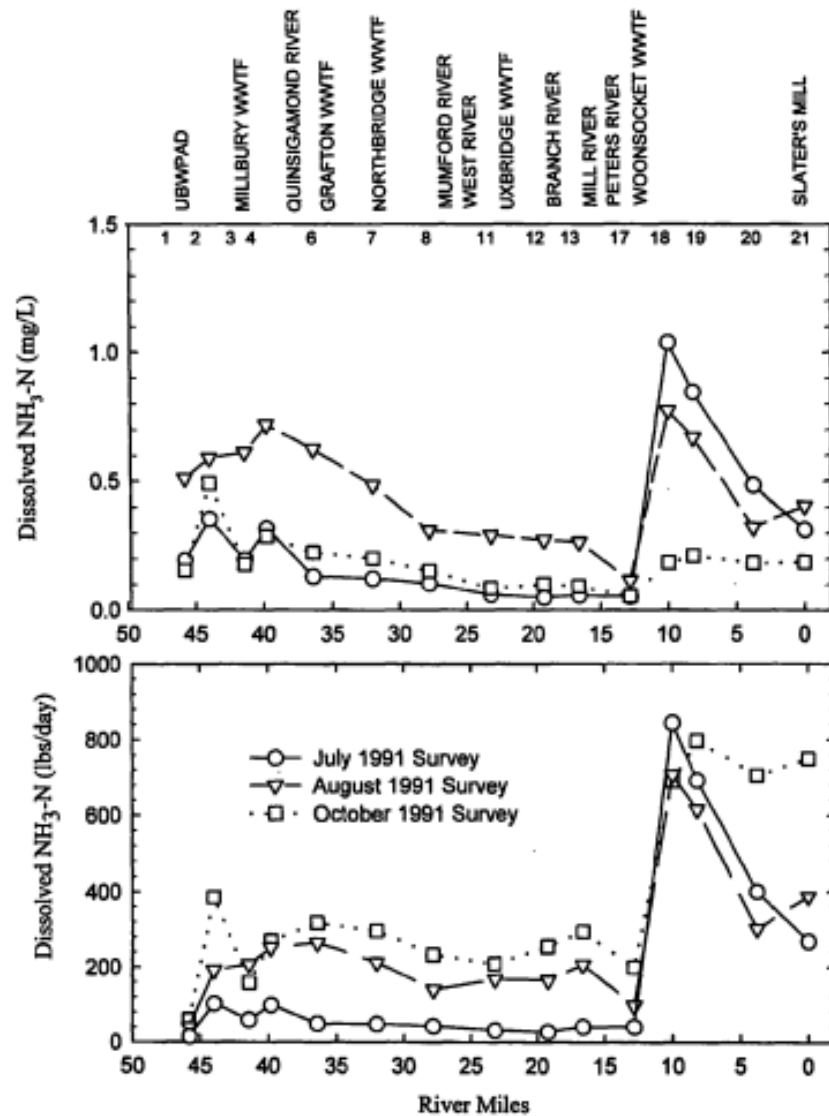 UBWPAD
MILLBURY WWTF
QUINSIGAMOND RIVER
GRAFTON WWTF
NORTHBRIDGE WWTF
MUMFORD RIVER
WEST RIVER
UXBRIDGE WWTF
BRANCH RIVER
MILL RIVER
PETERS RIVER
WOONSOCKET WWTF
SLATER'S MILL
1 2 3 4 6 7 8 11 12 13 17 18 19 20 21
Dissolved NH3-N (mg/L)
1.5
1.0
0.5
0.0
50 45 40 35 30 25 20 15 10 5 0
Dissolved NH3-N (lbs/day)
1000
800
600
400
200
0
July 1991 Survey
August 1991 Survey
October 1991 Survey
50 45 40 35 30 25 20 15 10 5 0
River Miles